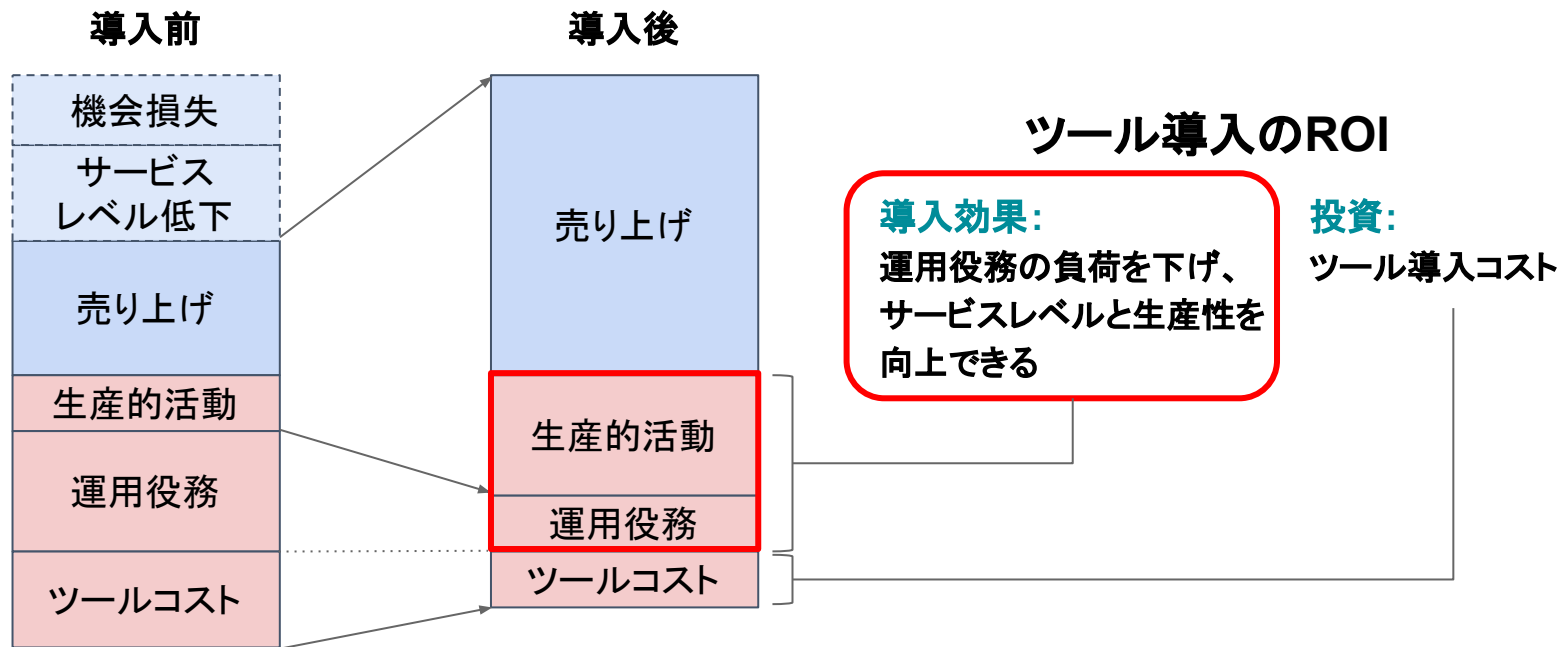 導入前
機会損失
サービス
レベル低下
売り上げ
生産的活動
運用役務
ツールコスト
導入後
売り上げ
生産的活動
運用役務
ツールコスト
ツール導入のROI
導入効果:
運用役務の負荷を下げ、
サービスレベルと生産性を
向上できる
投資:
ツール導入コスト